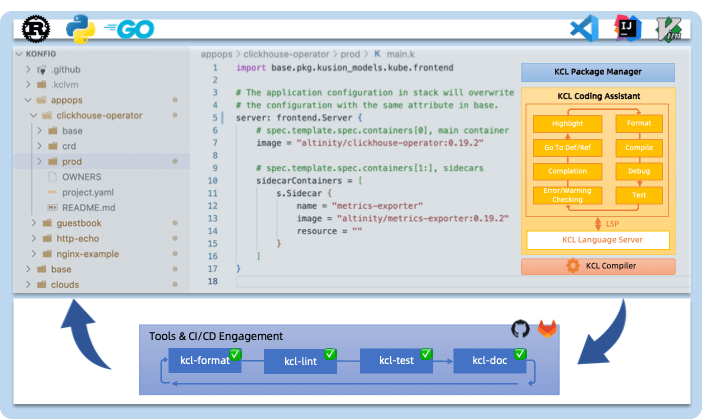 GO
KONFIG
.github
.kclvm
appops
clickhouse-operator
base
crd
prod
OWNERS
project.yaml
README.md
guestbook
http-echo
nginx-example
base
clouds
appops > clickhouse-operator > prod > K main.k
1 import base.pkg.kusion_models.kube.frontend
2
3 # The application configuration in stack will overwrite
4 # the configuration with the same attribute in base.
5 server: frontend.Server {
6 # spec.template.spec.containers[0], main container
7 image = "altinity/clickhouse-operator:0.19.2"
8
9 # spec.template.spec.containers[1:], sidecars
10 sidecarContainers = [
11 s.Sidecar {
12 name = "metrics-exporter"
13 image = "altinity/metrics-exporter:0.19.2"
14 resource = ""
15 }
16 ]
17 }
18
KCL Package Manager
KCL Coding Assistant
Highlight
Format
Go To Def/Ref
Compile
Completion
Debug
Error/Warning
Checking
Test
LSP
KCL Language Server
KCL Compiler
Tools & CI/CD Engagement
kcl-format
kcl-lint
kcl-test
kcl-doc